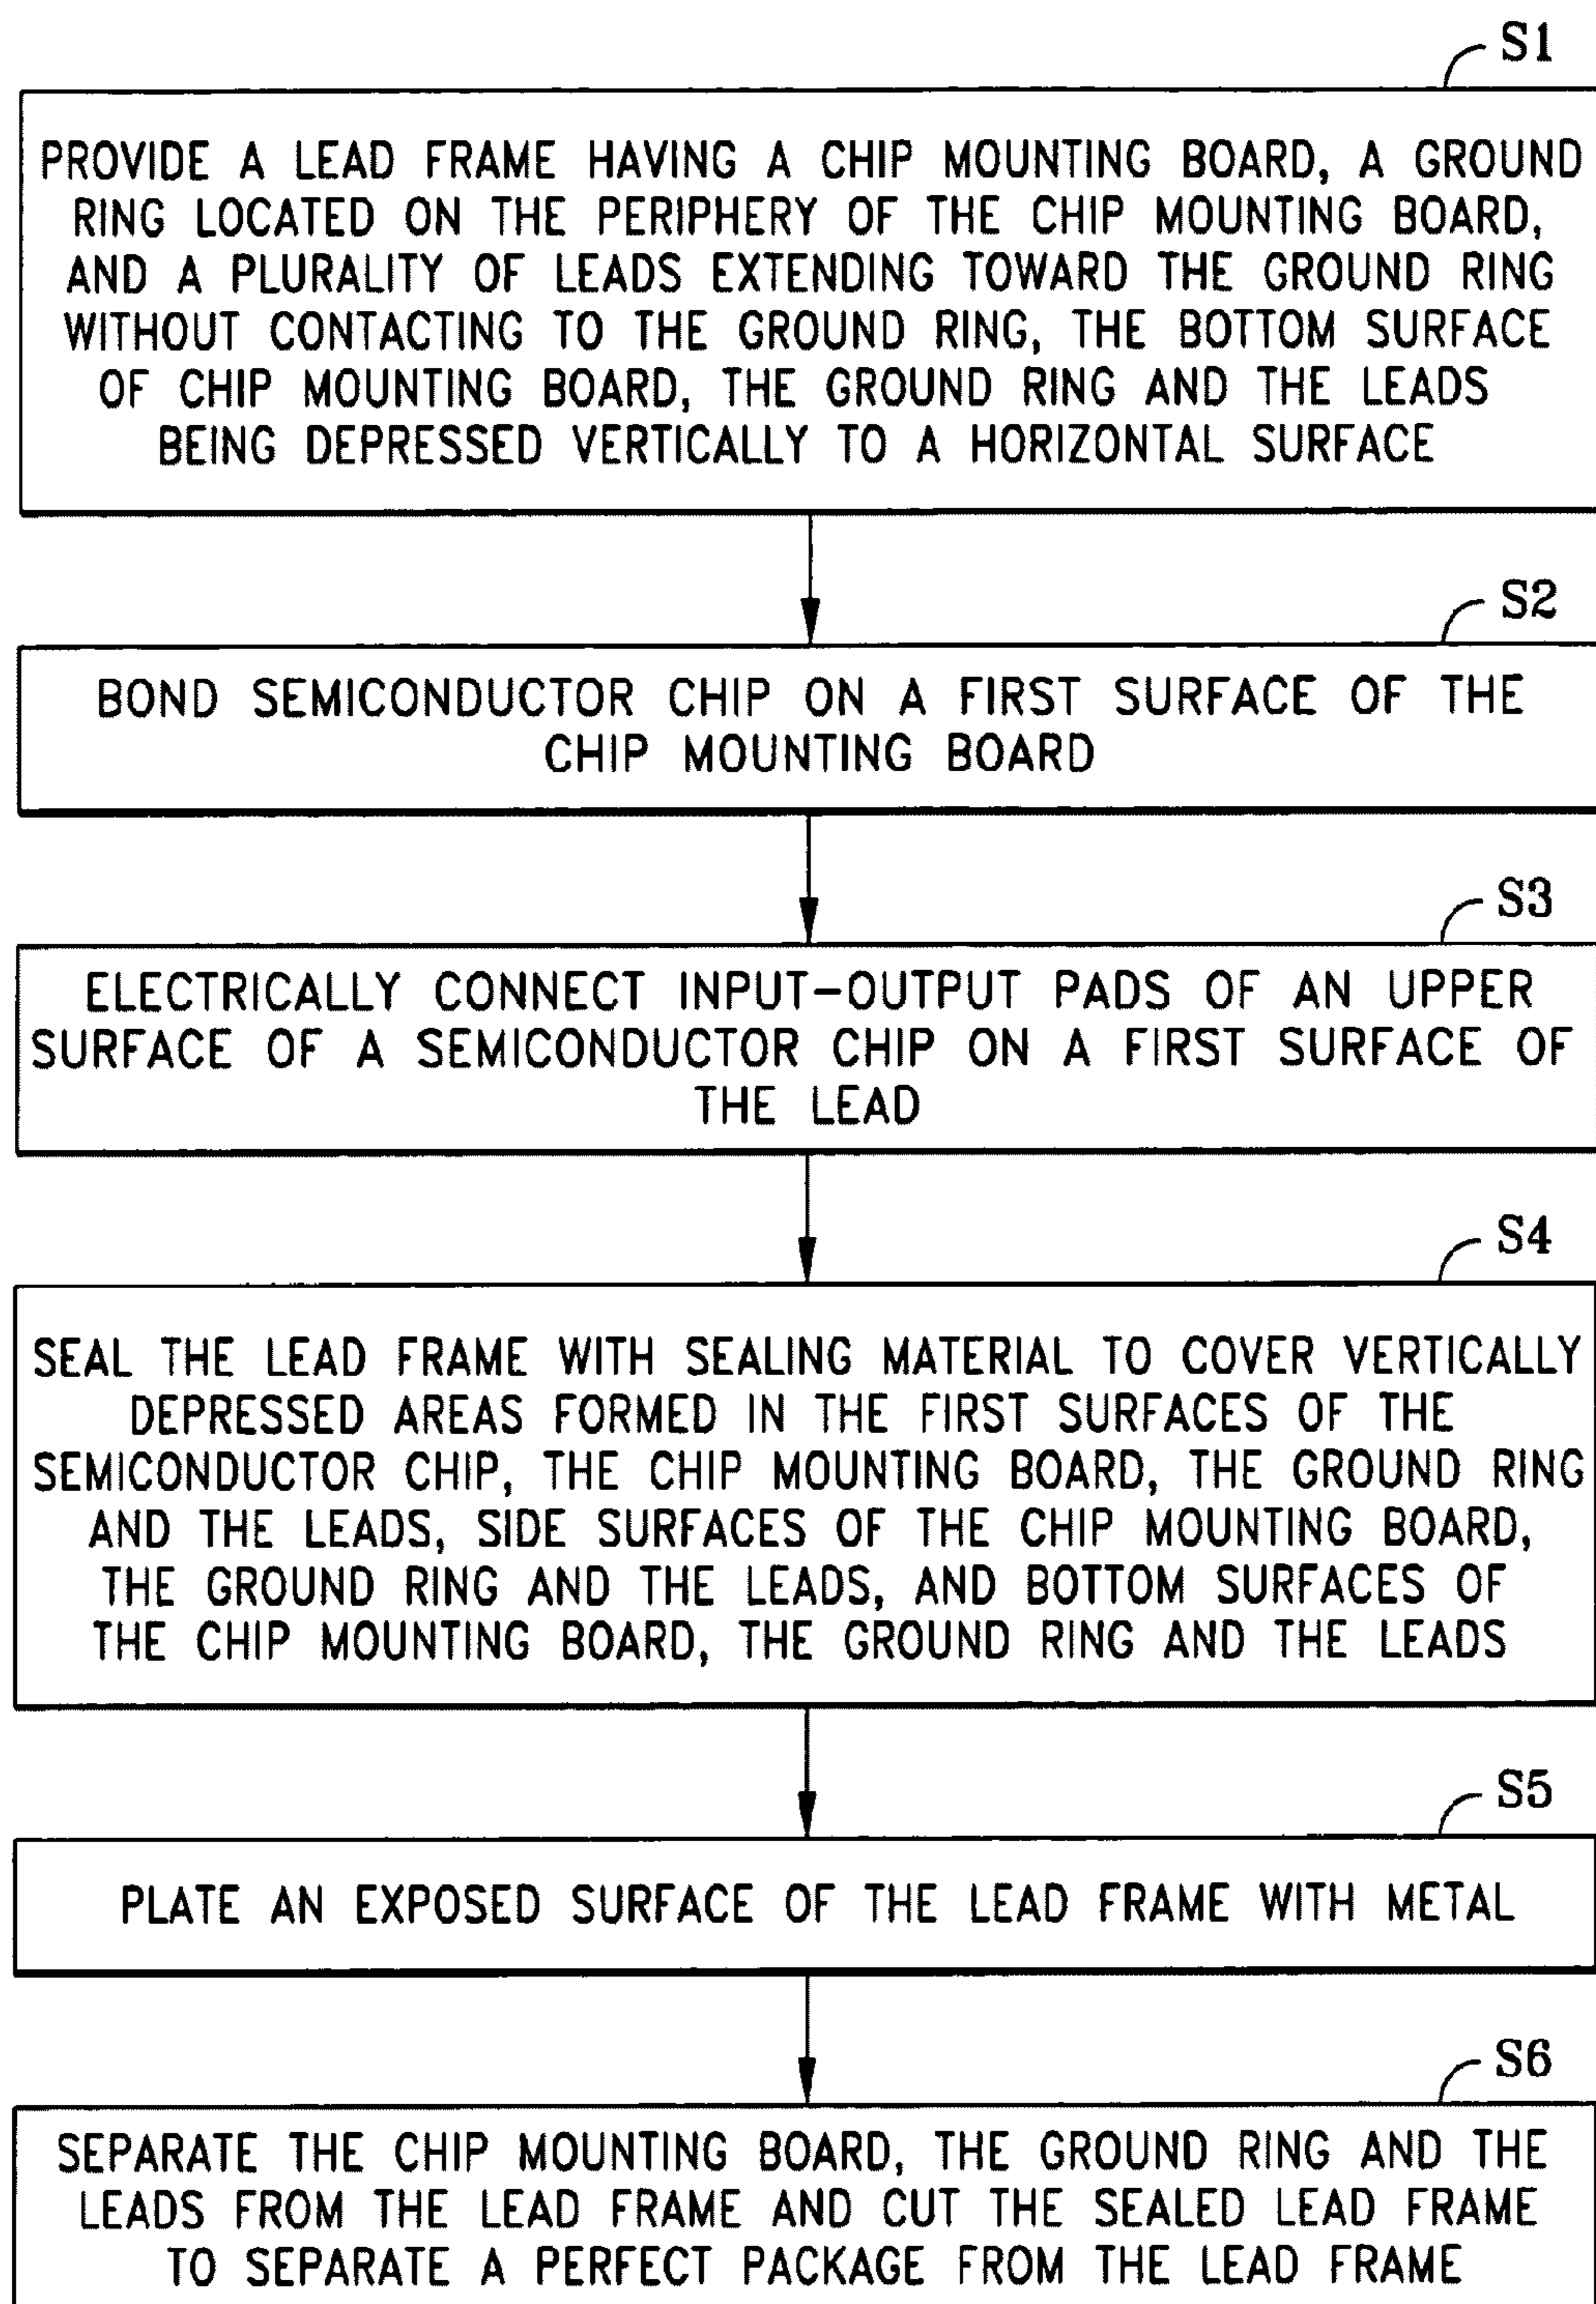 S1
PROVIDE A LEAD FRAME HAVING A CHIP MOUNTING BOARD, A GROUND
RING LOCATED ON THE PERIPHERY OF THE CHIP MOUNTING BOARD,
AND A PLURALITY OF LEADS EXTENDING TOWARD THE GROUND RING
WITHOUT CONTACTING TO THE GROUND RING, THE BOTTOM SURFACE
OF CHIP MOUNTING BOARD, THE GROUND RING AND THE LEADS
BEING DEPRESSED VERTICALLY TO A HORIZONTAL SURFACE
S2
BOND SEMICONDUCTOR CHIP ON A FIRST SURFACE OF THE
CHIP MOUNTING BOARD
S3
ELECTRICALLY CONNECT INPUT-OUTPUT PADS OF AN UPPER
SURFACE OF A SEMICONDUCTOR CHIP ON A FIRST SURFACE OF
THE LEAD
S4
SEAL THE LEAD FRAME WITH SEALING MATERIAL TO COVER VERTICALLY
DEPRESSED AREAS FORMED IN THE FIRST SURFACES OF THE
SEMICONDUCTOR CHIP, THE CHIP MOUNTING BOARD, THE GROUND RING
AND THE LEADS, SIDE SURFACES OF THE CHIP MOUNTING BOARD,
THE GROUND RING AND THE LEADS, AND BOTTOM SURFACES OF
THE CHIP MOUNTING BOARD, THE GROUND RING AND THE LEADS
S5
PLATE AN EXPOSED SURFACE OF THE LEAD FRAME WITH METAL
S6
SEPARATE THE CHIP MOUNTING BOARD, THE GROUND RING AND THE
LEADS FROM THE LEAD FRAME AND CUT THE SEALED LEAD FRAME
TO SEPARATE A PERFECT PACKAGE FROM THE LEAD FRAME